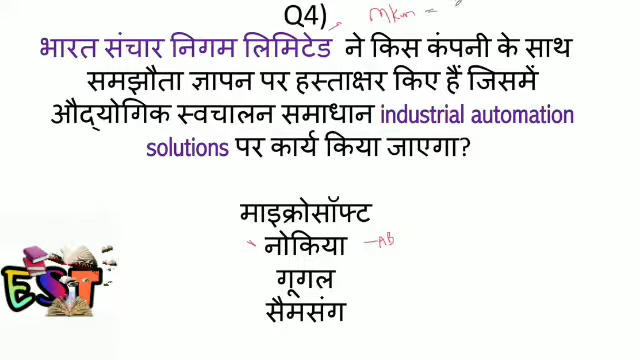 Q4)
भारत संचार निगम लिमिटेड ने किस कंपनी के साथ
समझौता ज्ञापन पर हस्ताक्षर किए हैं जिसमें
औद्योगिक स्वचालन समाधान industrial automation
solutions पर कार्य किया जाएगा?
माइक्रोसॉफ्ट
नोकिया -AB
गूगल
सैमसंग
EST